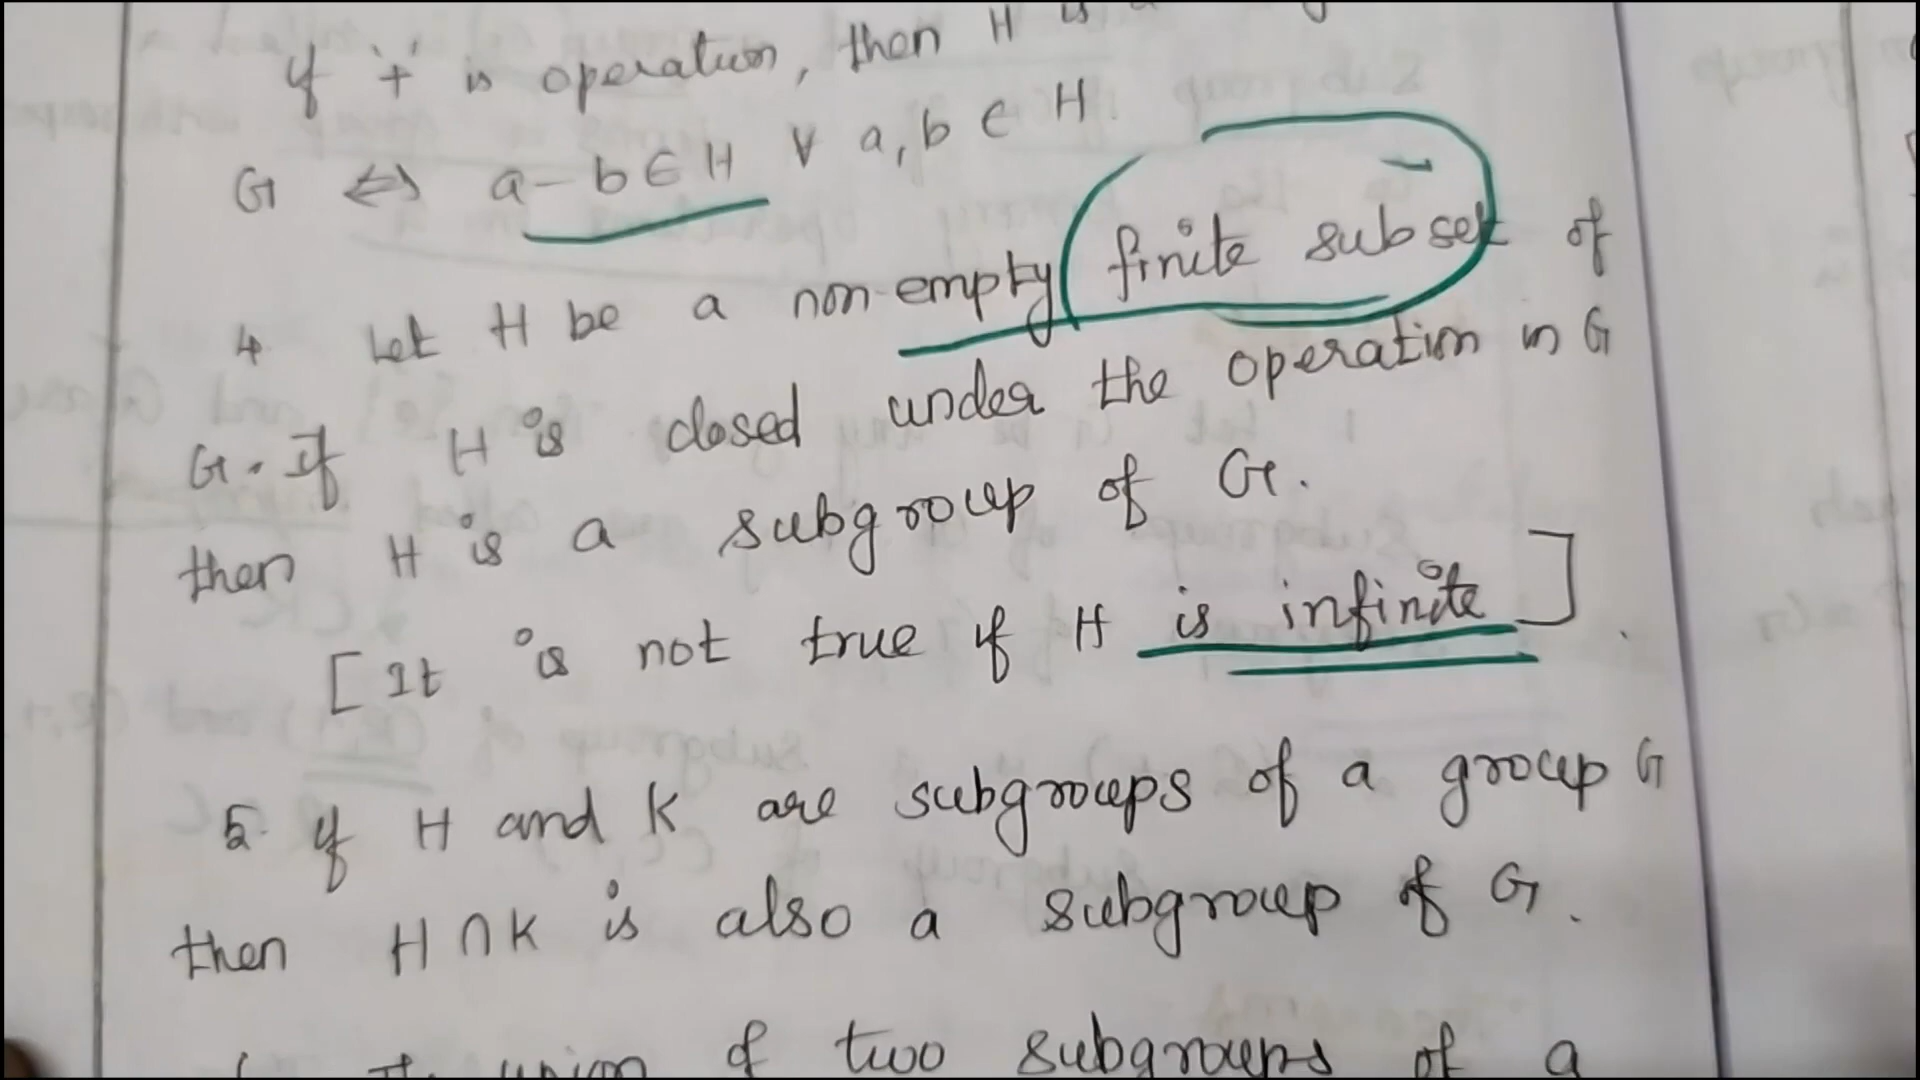 if '+' is operation, then H is
G ⇔ a-b∈H ∀ a,b ∈ H
4 Let H be a non-empty finite subset of
G. If H is closed under the operation in G
then H is a subgroup of G.
[It is not true if H is infinite].
5. if H and K are subgroups of a group G
then H∩K is also a subgroup of G.
union of two subgroups of a